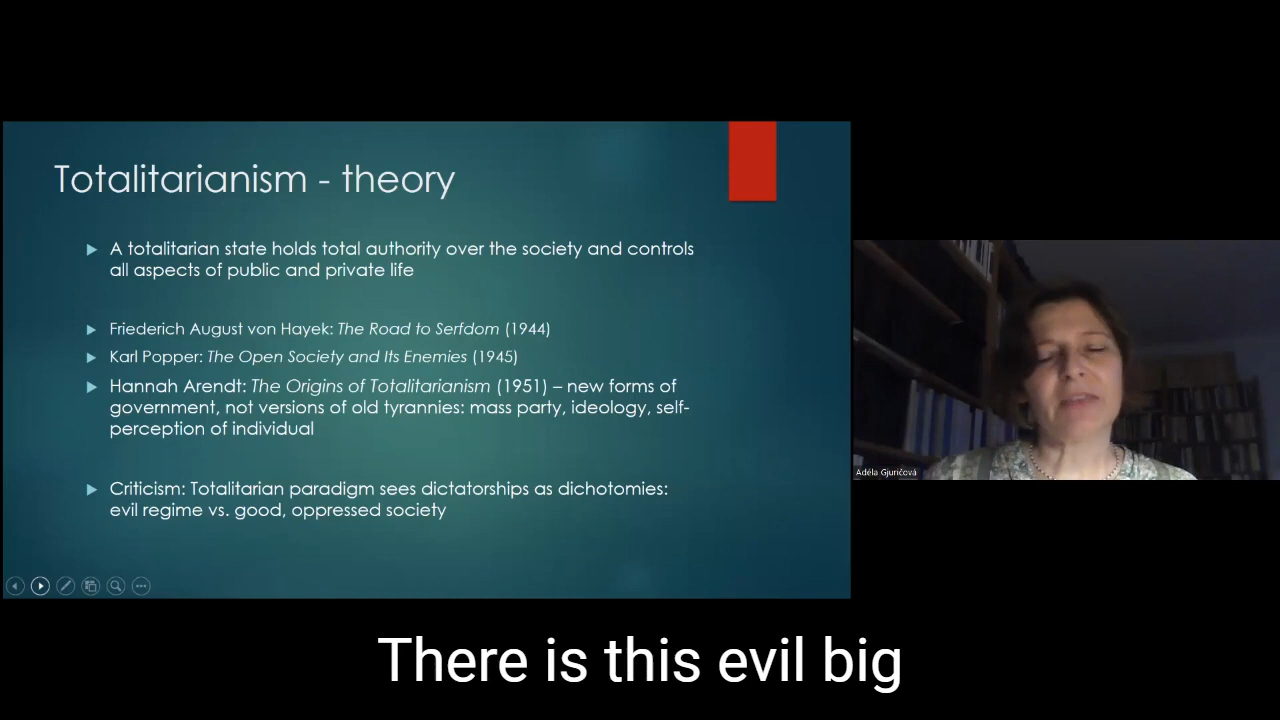 Totalitarianism - theory
A totalitarian state holds total authority over the society and controls
all aspects of public and private life
Friederich August von Hayek: The Road to Serfdom (1944)
Karl Popper: The Open Society and Its Enemies (1945)
Hannah Arendt: The Origins of Totalitarianism (1951) – new forms of
government, not versions of old tyrannies: mass party, ideology, self-
perception of individual
Criticism: Totalitarian paradigm sees dictatorships as dichotomies:
evil regime vs. good, oppressed society
Adéla Gjuričová
There is this evil big